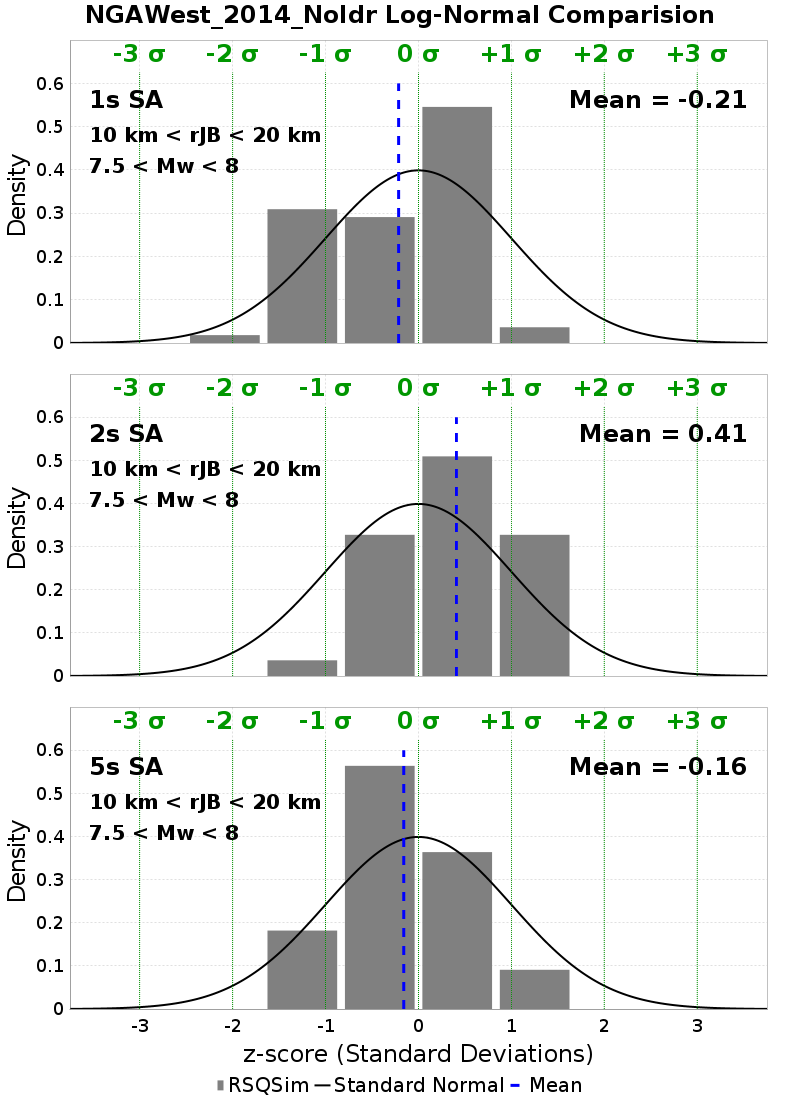 NGAWest_2014_NoIdr Log-Normal Comparision
-3 σ -2 σ -1 σ 0 σ +1 σ +2 σ +3 σ
1s SA
Mean = -0.21
10 km < rJB < 20 km
7.5 < Mw < 8
Density
0.6
0.5
0.4
0.3
0.2
0.1
0
-3 σ -2 σ -1 σ 0 σ +1 σ +2 σ +3 σ
2s SA
Mean = 0.41
10 km < rJB < 20 km
7.5 < Mw < 8
Density
0.6
0.5
0.4
0.3
0.2
0.1
0
-3 σ -2 σ -1 σ 0 σ +1 σ +2 σ +3 σ
5s SA
Mean = -0.16
10 km < rJB < 20 km
7.5 < Mw < 8
Density
0.6
0.5
0.4
0.3
0.2
0.1
0
-3 -2 -1 0 1 2 3
z-score (Standard Deviations)
RSQSim Standard Normal Mean